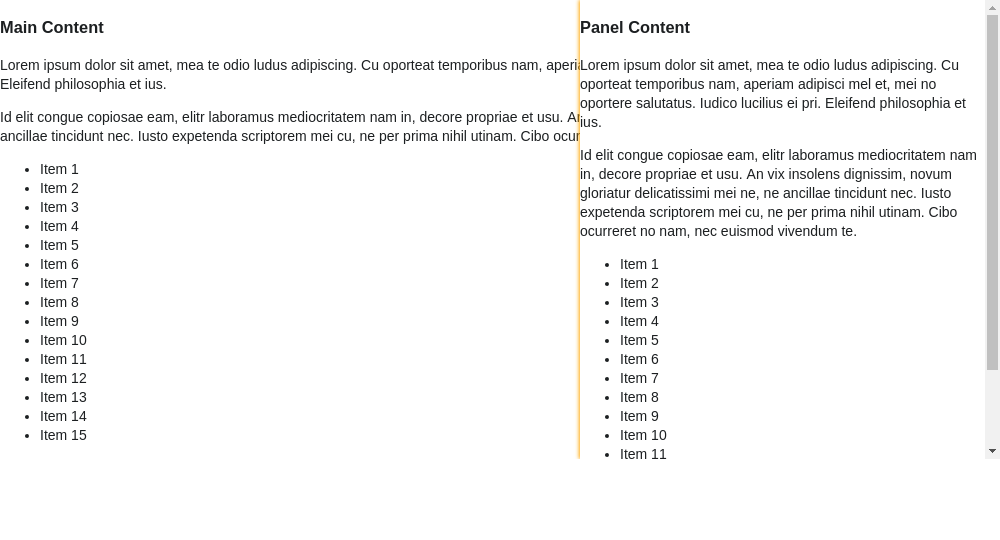 Main Content
Lorem ipsum dolor sit amet, mea te odio ludus adipiscing. Cu oporteat temporibus nam,
Eleifend philosophia et ius.
Id elit congue copiosae eam, elitr laboramus mediocritatem nam in, decore propriae et usu.
ancillae tincidunt nec. Iusto expetenda scriptorem mei cu, ne per prima nihil utinam. Cibo
Item 1
Item 2
Item 3
Item 4
Item 5
Item 6
Item 7
Item 8
Item 9
Item 10
Item 11
Item 12
Item 13
Item 14
Item 15
Panel Content
Lorem ipsum dolor sit amet, mea te odio ludus adipiscing. Cu
oporteat temporibus nam, aperiam adipisci mel et, mei no
oportere salutatus. Iudico lucilius ei pri. Eleifend philosophia et
ius.
Id elit congue copiosae eam, elitr laboramus mediocritatem nam
in, decore propriae et usu. An vix insolens dignissim, novum
gloriatur delicatissimi mei ne, ne ancillae tincidunt nec. Iusto
expetenda scriptorem mei cu, ne per prima nihil utinam. Cibo
ocurreret no nam, nec euismod vivendum te.
Item 1
Item 2
Item 3
Item 4
Item 5
Item 6
Item 7
Item 8
Item 9
Item 10
Item 11